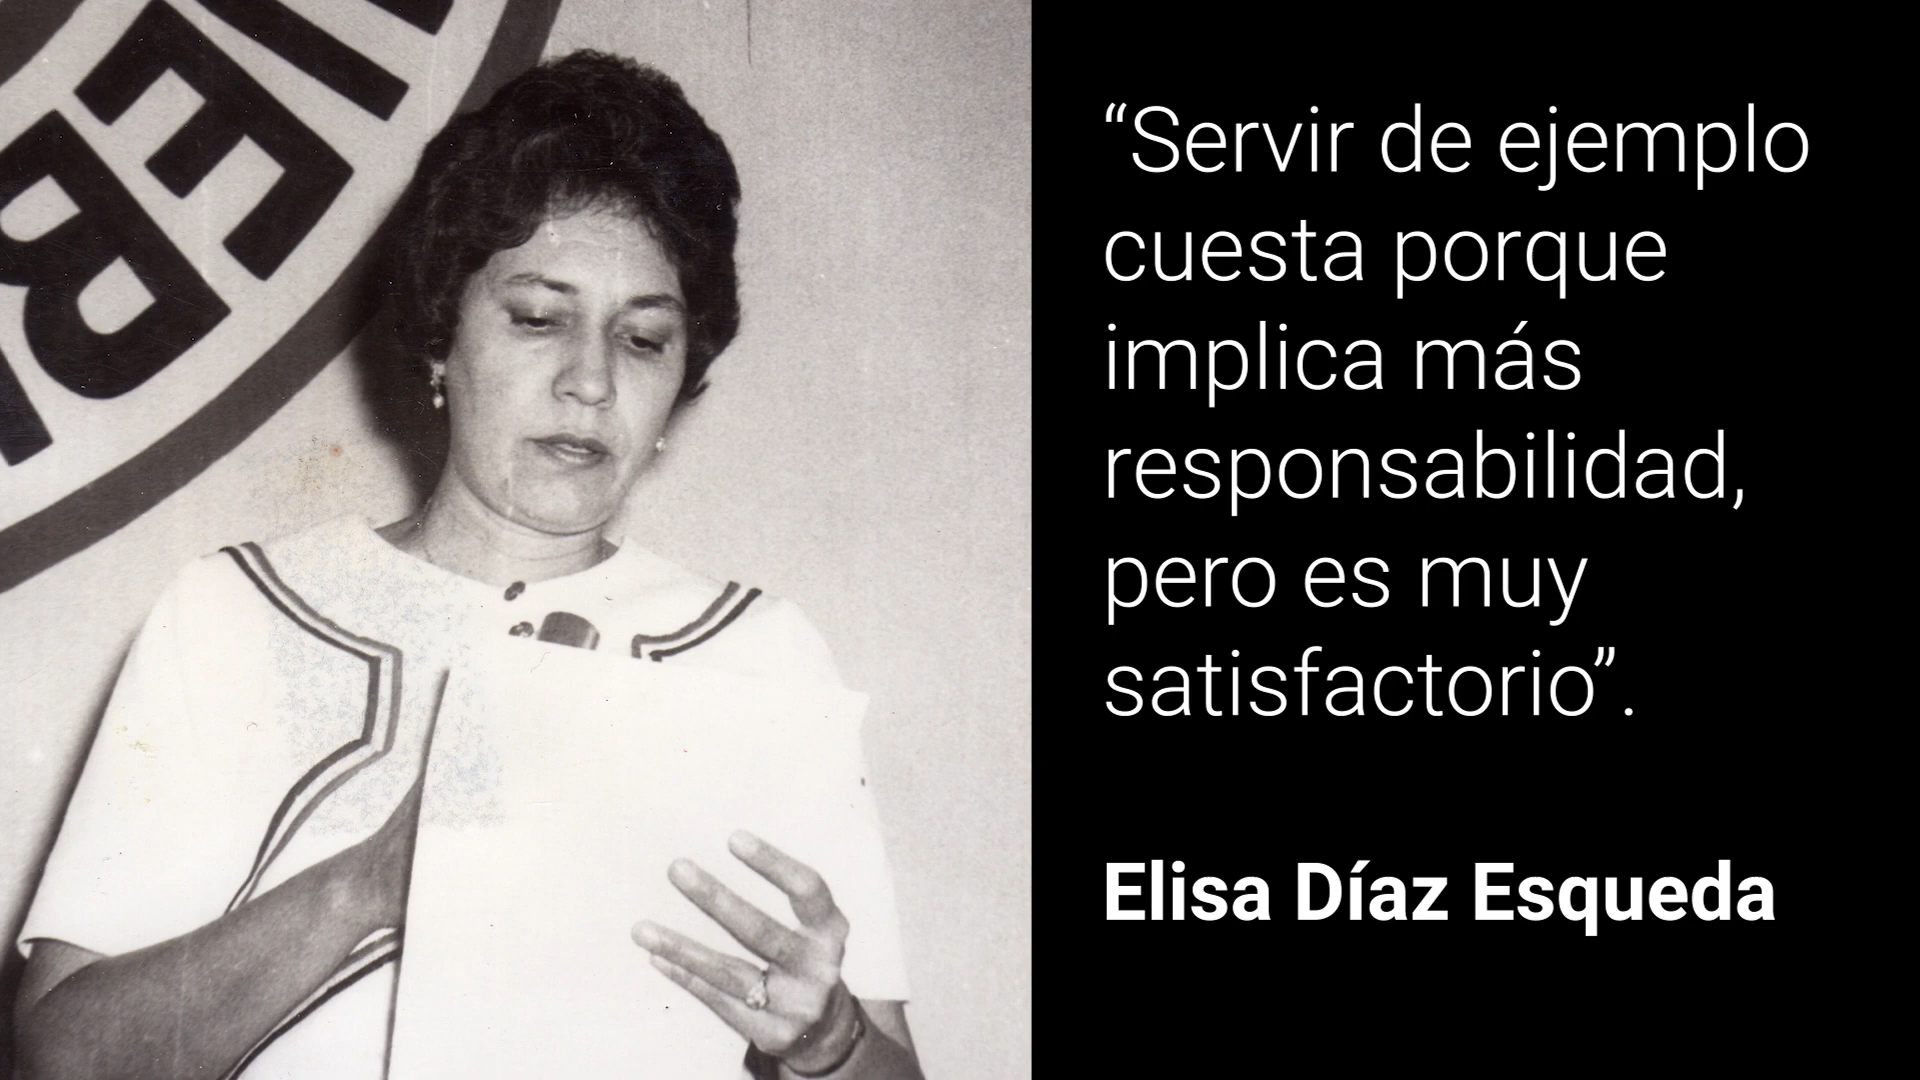 “Servir de ejemplo
cuesta porque
implica más
responsabilidad,
pero es muy
satisfactorio”.
Elisa Díaz Esqueda